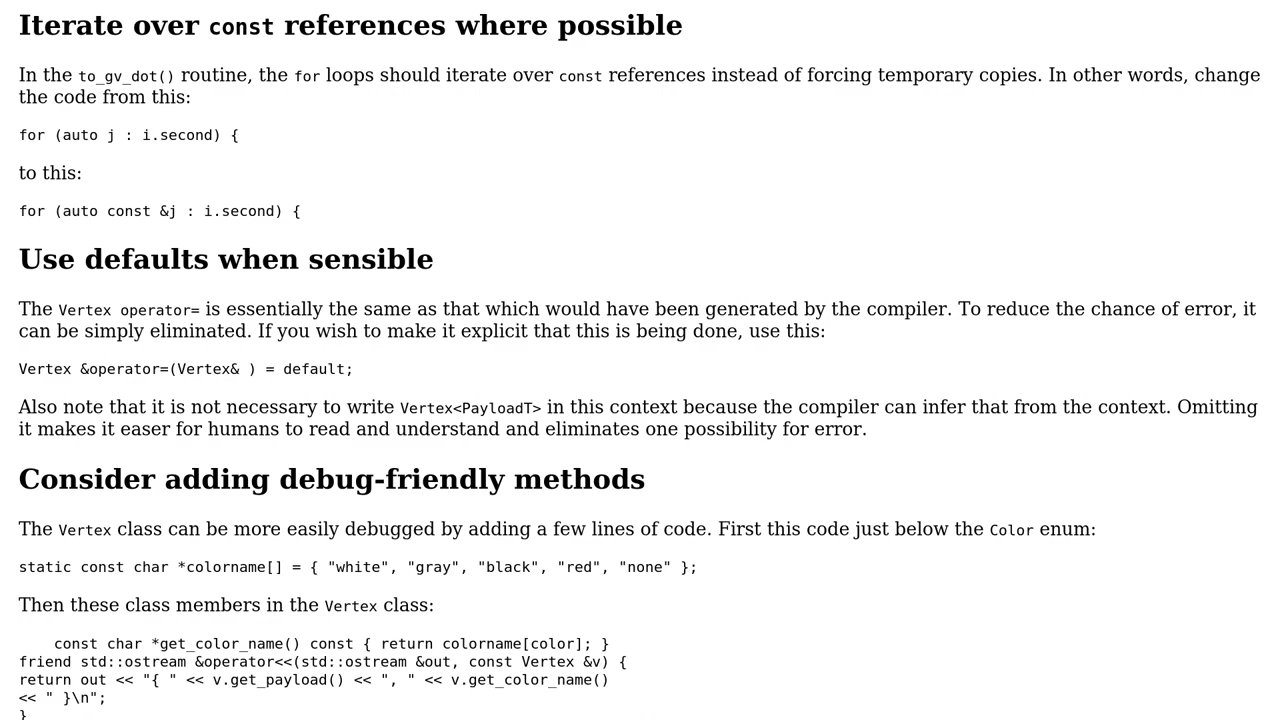 Iterate over const references where possible
In the to_gv_dot() routine, the for loops should iterate over const references instead of forcing temporary copies. In other words, change
the code from this:
for (auto j : i.second) {
to this:
for (auto const &j : i.second) {
Use defaults when sensible
The Vertex operator= is essentially the same as that which would have been generated by the compiler. To reduce the chance of error, it
can be simply eliminated. If you wish to make it explicit that this is being done, use this:
Vertex &operator=(Vertex& ) = default;
Also note that it is not necessary to write Vertex<PayloadT> in this context because the compiler can infer that from the context. Omitting
it makes it easer for humans to read and understand and eliminates one possibility for error.
Consider adding debug-friendly methods
The Vertex class can be more easily debugged by adding a few lines of code. First this code just below the Color enum:
static const char *colorname[] = { "white", "gray", "black", "red", "none" };
Then these class members in the Vertex class:
    const char *get_color_name() const { return colorname[color]; }
friend std::ostream &operator<<(std::ostream &out, const Vertex &v) {
return out << "{ " << v.get_payload() << ", " << v.get_color_name()
<< " }\n";
}